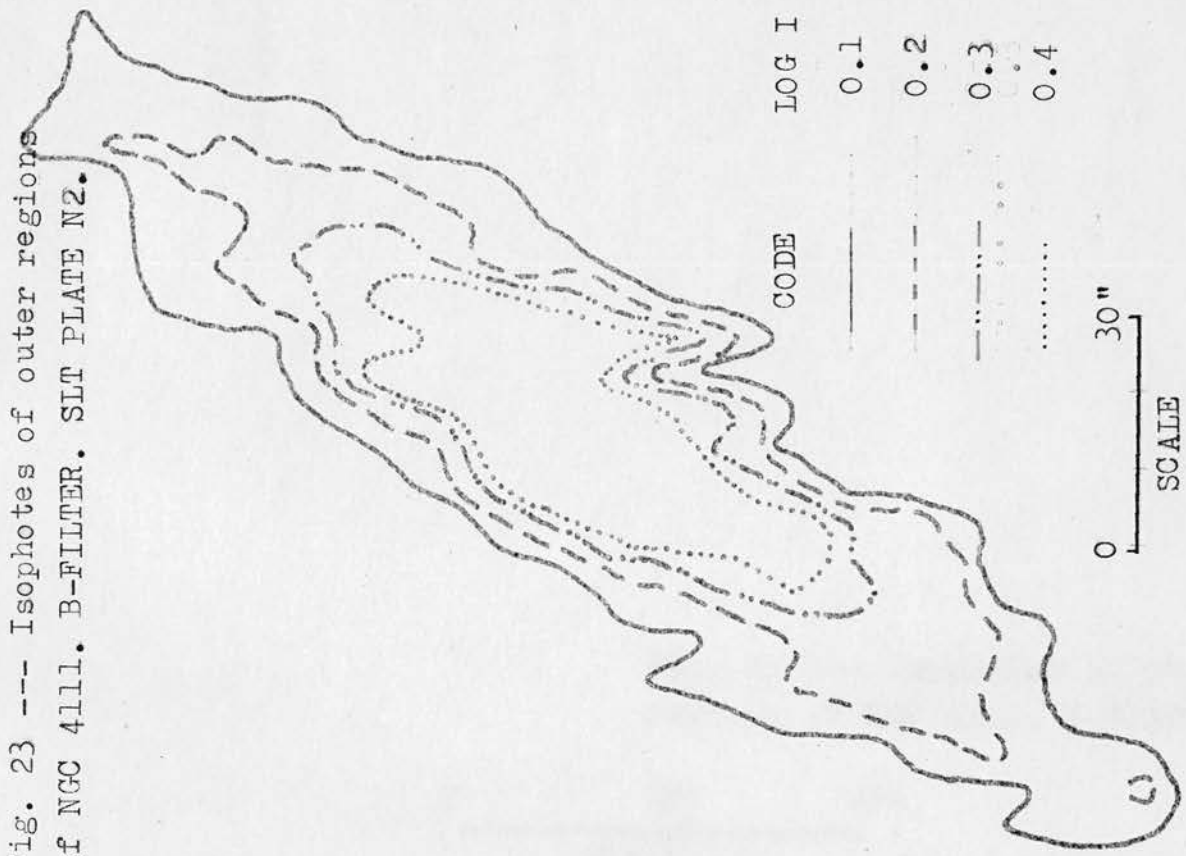 ig. 23 --- Isophotes of outer regions
f NGC 4111. B-FILTER. SLT PLATE N2.
CODE LOG I
0.1
0.2
0.3
0.4
0 30"
SCALE